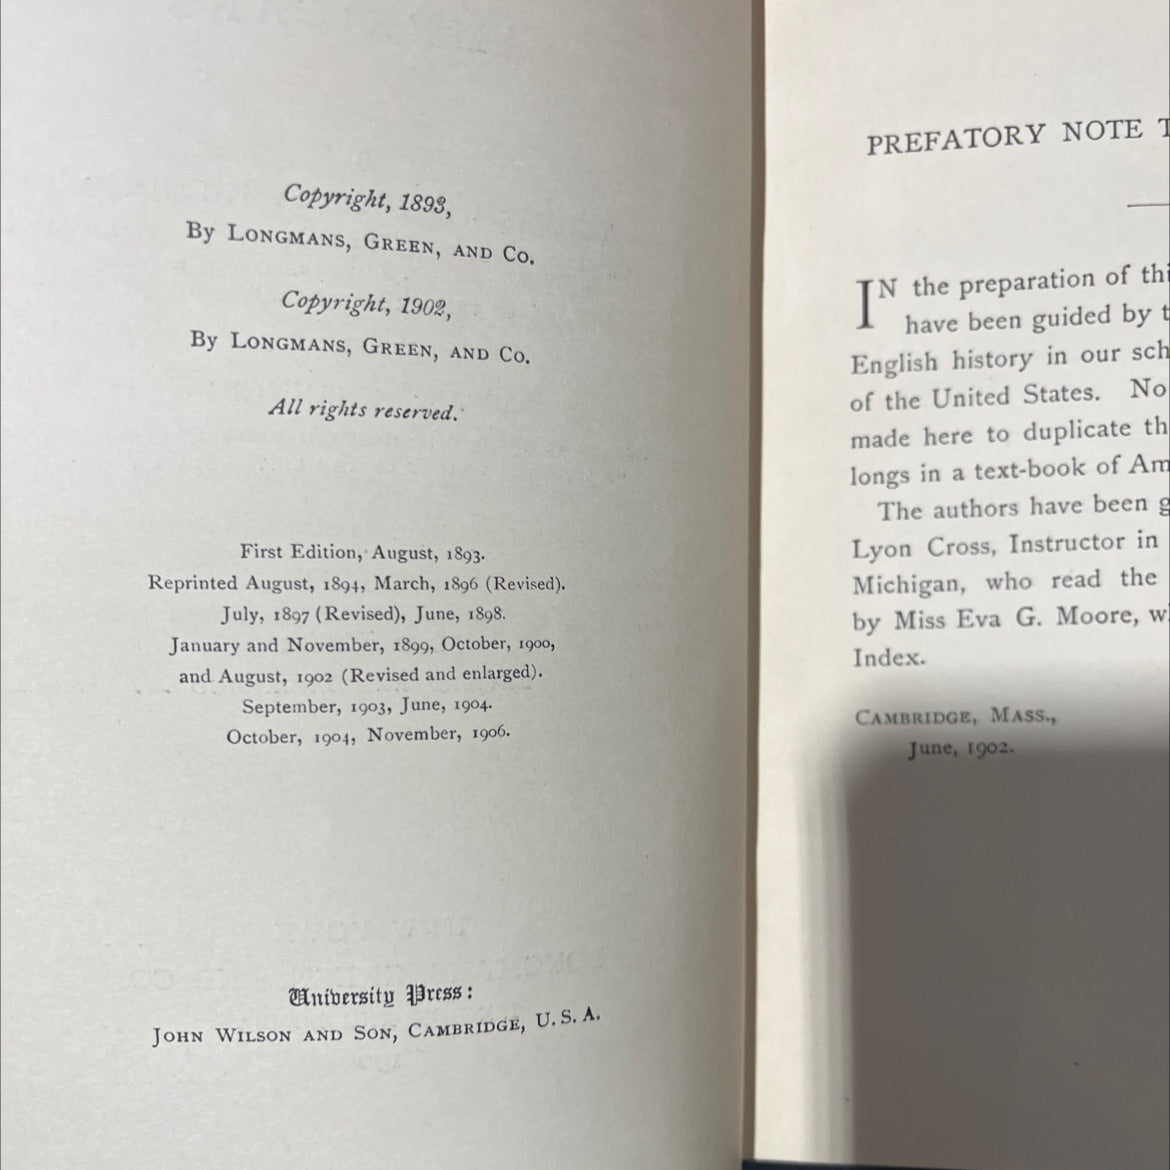 Copyright, 1893,
By Longmans, Green, and Co.
Copyright, 1902,
By Longmans, Green, and Co.
All rights reserved.
First Edition, August, 1893.
Reprinted August, 1894, March, 1896 (Revised).
July, 1897 (Revised), June, 1898.
January and November, 1899, October, 1900,
and August, 1902 (Revised and enlarged).
September, 1903, June, 1904.
October, 1904, November, 1906.
University Press:
John Wilson and Son, Cambridge, U. S. A.
PREFATORY NOTE T
IN the preparation of thi
have been guided by t
English history in our sch
of the United States. No
made here to duplicate th
longs in a text-book of Am
The authors have been g
Lyon Cross, Instructor in
Michigan, who read the
by Miss Eva G. Moore, w
Index.
Cambridge, Mass.,
June, 1902.